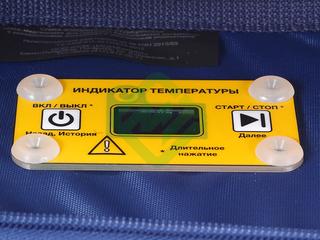 ИНДИКАТОР ТЕМПЕРАТУРЫ
ВКЛ / ВЫКЛ *
СТАРТ / СТОП *
Назад, История
Далее
* Длительное
нажатие